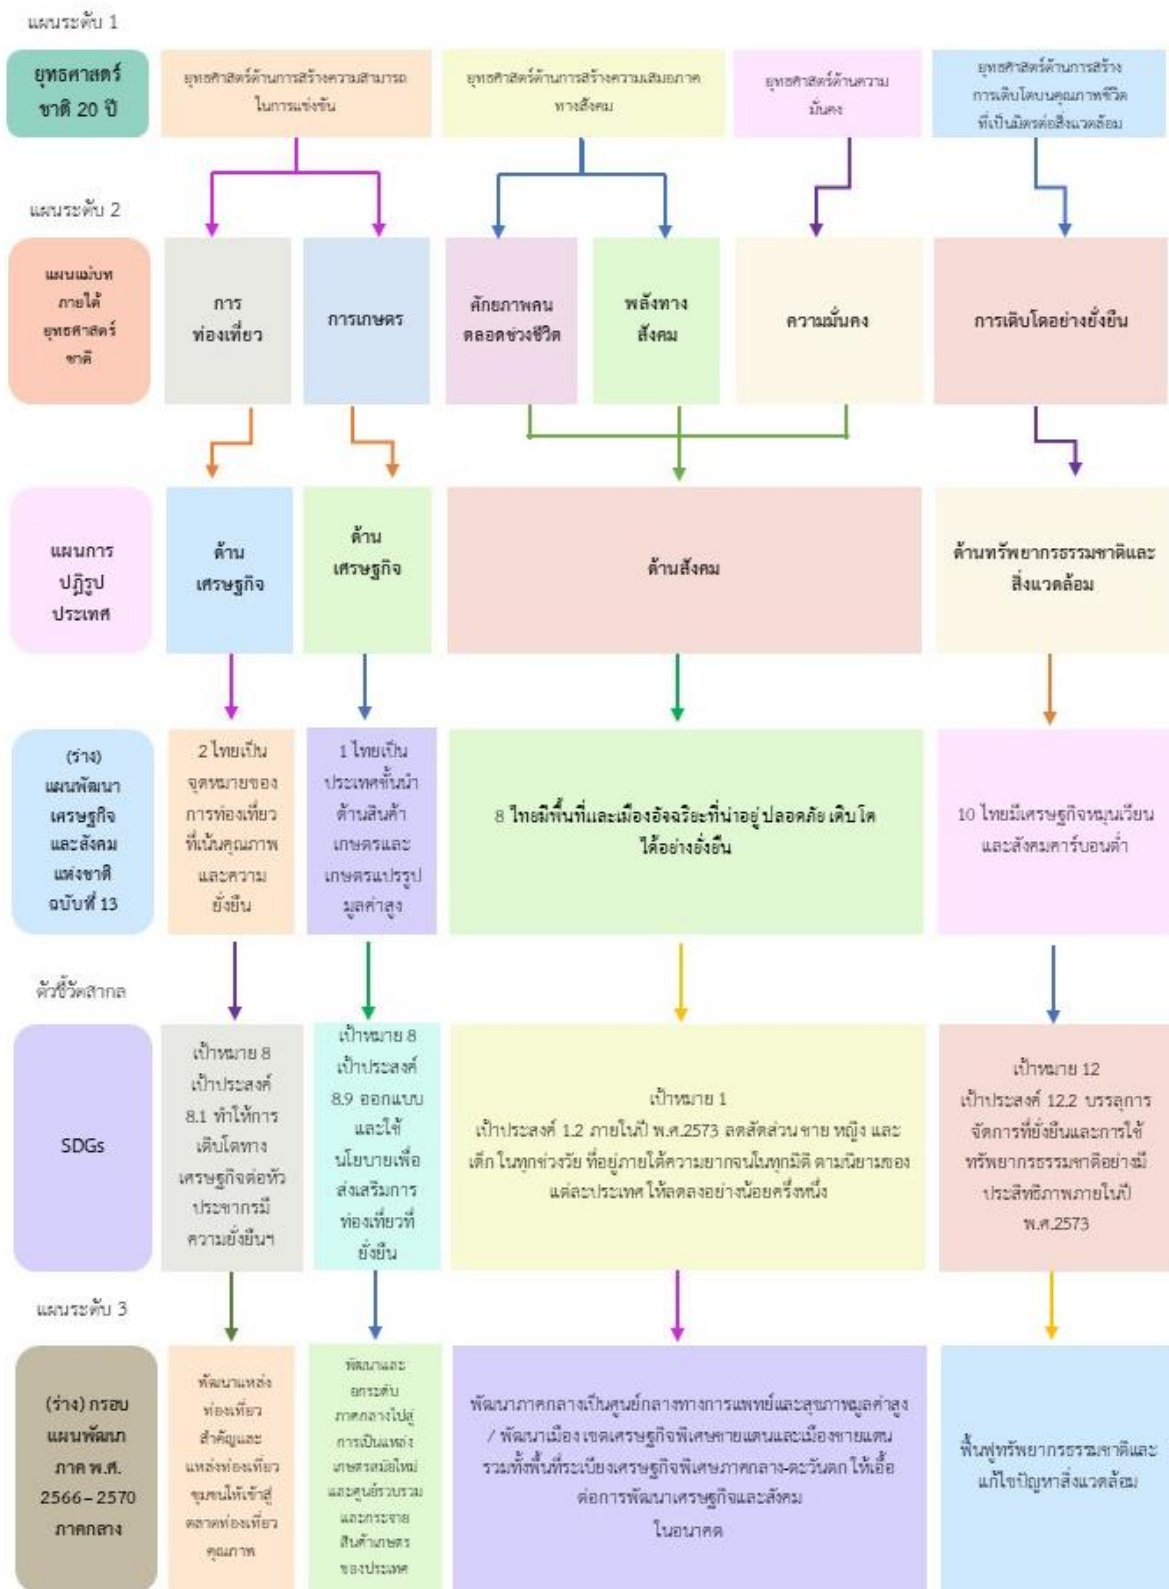 แผนระดับ 1
ยุทธศาสตร์
ชาติ 20 ปี
ยุทธศาสตร์ด้านการสร้างความสามารถ
ในการแข่งขัน
ยุทธศาสตร์ด้านการสร้างความเสมอภาค
ทางสังคม
ยุทธศาสตร์ด้านความ
มั่นคง
ยุทธศาสตร์ด้านการสร้าง
การเติบโตบนคุณภาพชีวิต
ที่เป็นมิตรต่อสิ่งแวดล้อม
แผนระดับ 2
แผนแม่บท
ภายใต้
ยุทธศาสตร์
ชาติ
การ
ท่องเที่ยว
การเกษตร
ศักยภาพคน
ตลอดช่วงชีวิต
พลังทาง
สังคม
ความมั่นคง
การเติบโตอย่างยั่งยืน
แผนการ
ปฏิรูป
ประเทศ
ด้าน
เศรษฐกิจ
ด้าน
เศรษฐกิจ
ด้านสังคม
ด้านทรัพยากรธรรมชาติและ
สิ่งแวดล้อม
(ร่าง)
แผนพัฒนา
เศรษฐกิจ
และสังคม
แห่งชาติ
ฉบับที่ 13
2 ไทยเป็น
จุดหมายของ
การท่องเที่ยว
ที่เน้นคุณภาพ
และความ
ยั่งยืน
1 ไทยเป็น
ประเทศชั้นนำ
ด้านสินค้า
เกษตรและ
เกษตรแปรรูป
มูลค่าสูง
8 ไทยมีพื้นที่และเมืองอัจฉริยะที่น่าอยู่ ปลอดภัย เติบโต
ได้อย่างยั่งยืน
10 ไทยมีเศรษฐกิจหมุนเวียน
และสังคมคาร์บอนต่ำ
ตัวชี้วัดสากล
SDGs
เป้าหมาย 8
เป้าประสงค์
8.1 ทำให้การ
เติบโตทาง
เศรษฐกิจต่อหัว
ประชากรมี
ความยั่งยืนฯ
เป้าหมาย 8
เป้าประสงค์
8.9 ออกแบบ
และใช้
นโยบายเพื่อ
ส่งเสริมการ
ท่องเที่ยวที่
ยั่งยืน
เป้าหมาย 1
เป้าประสงค์ 1.2 ภายในปี พ.ศ.2573 ลดสัดส่วน ชาย หญิง และ
เด็ก ในทุกช่วงวัย ที่อยู่ภายใต้ความยากจนในทุกมิติ ตามนิยามของ
แต่ละประเทศ ให้ลดลงอย่างน้อยครึ่งหนึ่ง
เป้าหมาย 12
เป้าประสงค์ 12.2 บรรลุการ
จัดการที่ยั่งยืนและการใช้
ทรัพยากรธรรมชาติอย่างมี
ประสิทธิภาพภายในปี
พ.ศ.2573
แผนระดับ 3
(ร่าง) กรอบ
แผนพัฒนา
ภาค พ.ศ.
2566 – 2570
ภาคกลาง
พัฒนาแหล่ง
ท่องเที่ยว
สำคัญและ
แหล่งท่องเที่ยว
ชุมชนให้เข้าสู่
ตลาดท่องเที่ยว
คุณภาพ
พัฒนาและ
ยกระดับ
ภาคกลางไปสู่
การเป็นแหล่ง
เกษตรสมัยใหม่
และศูนย์รวบรวม
และกระจาย
สินค้าเกษตร
ของประเทศ
พัฒนาภาคกลางเป็นศูนย์กลางทางการแพทย์และสุขภาพมูลค่าสูง
/ พัฒนาเมือง เขตเศรษฐกิจพิเศษชายแดนและเมืองชายแดน
รวมทั้งพื้นที่ระเบียงเศรษฐกิจพิเศษภาคกลาง-ตะวันตก ให้เอื้อ
ต่อการพัฒนาเศรษฐกิจและสังคม
ในอนาคต
ฟื้นฟูทรัพยากรธรรมชาติและ
แก้ไขปัญหาสิ่งแวดล้อม